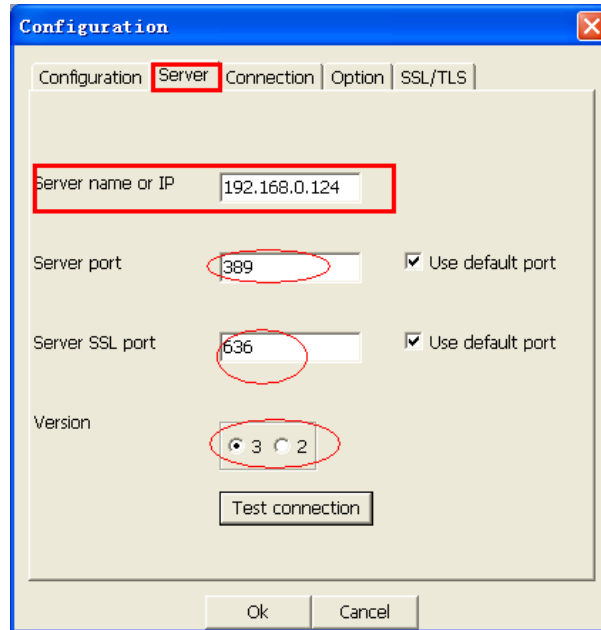 Configuration
Configuration Server Connection Option SSL/TLS
Server name or IP 192.168.0.124
Server port 389 Use default port
Server SSL port 636 Use default port
Version
3 2
Test connection
Ok Cancel